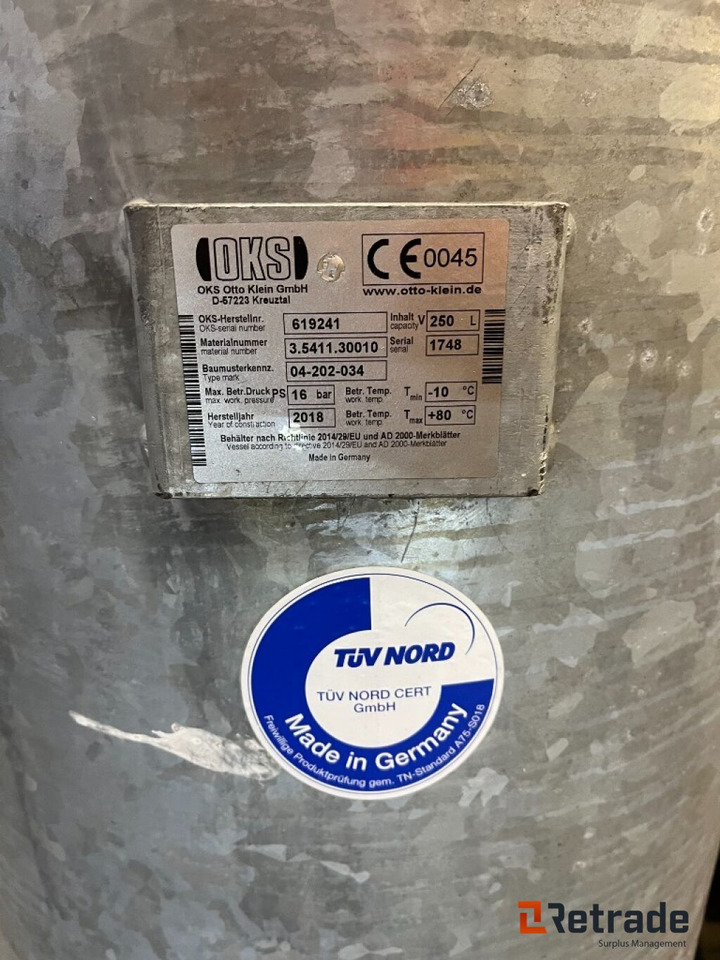 OKS
OKS Otto Klein GmbH
D-57223 Kreuztal
CE 0045
www.otto-klein.de
OKS-Herstellnr. 619241 Inhalt V 250 L
OKS-serial number capacity
Materialnummer 3.5411.30010 Serial 1748
material number serial
Baumusterkennz. 04-202-034
Type mark
Max. Betr.Druck PS 16 bar Betr. Temp. Tmin -10 °C
max. work. pressure work. temp.
Herstelljahr 2018 Betr. Temp. Tmax +80 °C
Year of construction work. temp.
Behälter nach Richtlinie 2014/29/EU und AD 2000-Merkblätter
Vessel according to directive 2014/29/EU and AD 2000-Merkblätter
Made in Germany
TÜV NORD
TÜV NORD CERT
GmbH
Made in Germany
Freiwillige Produktprüfung gem. TN-Standard A75-S018
Retrade
Surplus Management